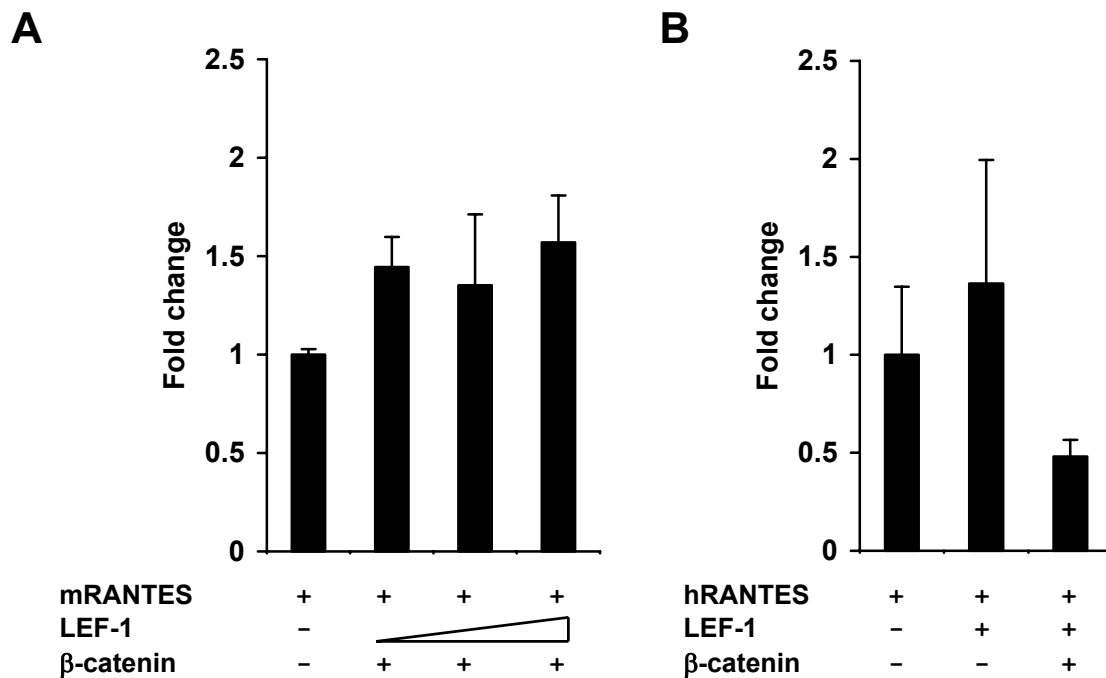 A
2.5
2
1.5
1
0.5
0
Fold change
mRANTES + + + +
LEF-1 −
β-catenin − + + +
B
2.5
2
1.5
1
0.5
0
Fold change
hRANTES + + +
LEF-1 − + +
β-catenin − − +